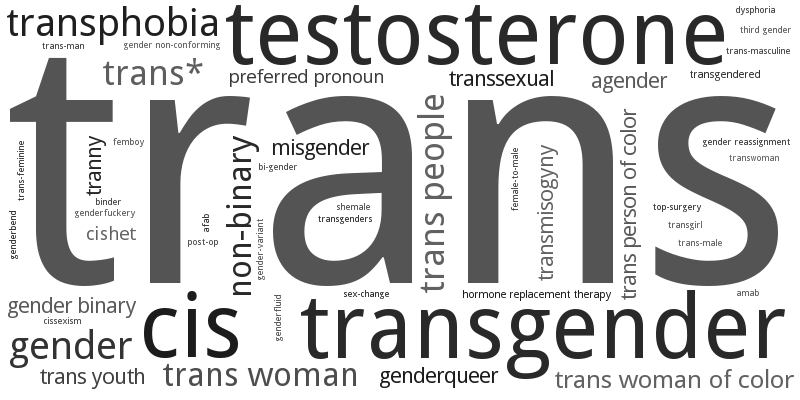 transphobia
testosterone
dysphoria
third gender
trans-man
gender non-conforming
trans-masculine
trans*
preferred pronoun
transsexual
agender
transgendered
trans
femboy
tranny
trans-feminine
binder
genderfuckery
cishet
genderbend
afab
post-op
non-binary
gender-variant
misgender
bi-gender
shemale
transgenders
trans people
female-to-male
transmisogyny
trans person of color
gender reassignment
transwoman
top-surgery
transgirl
trans-male
sex-change
hormone replacement therapy
amab
gender binary
cissexism
cis
genderfluid
transgender
gender
trans youth
trans woman
genderqueer
trans woman of color